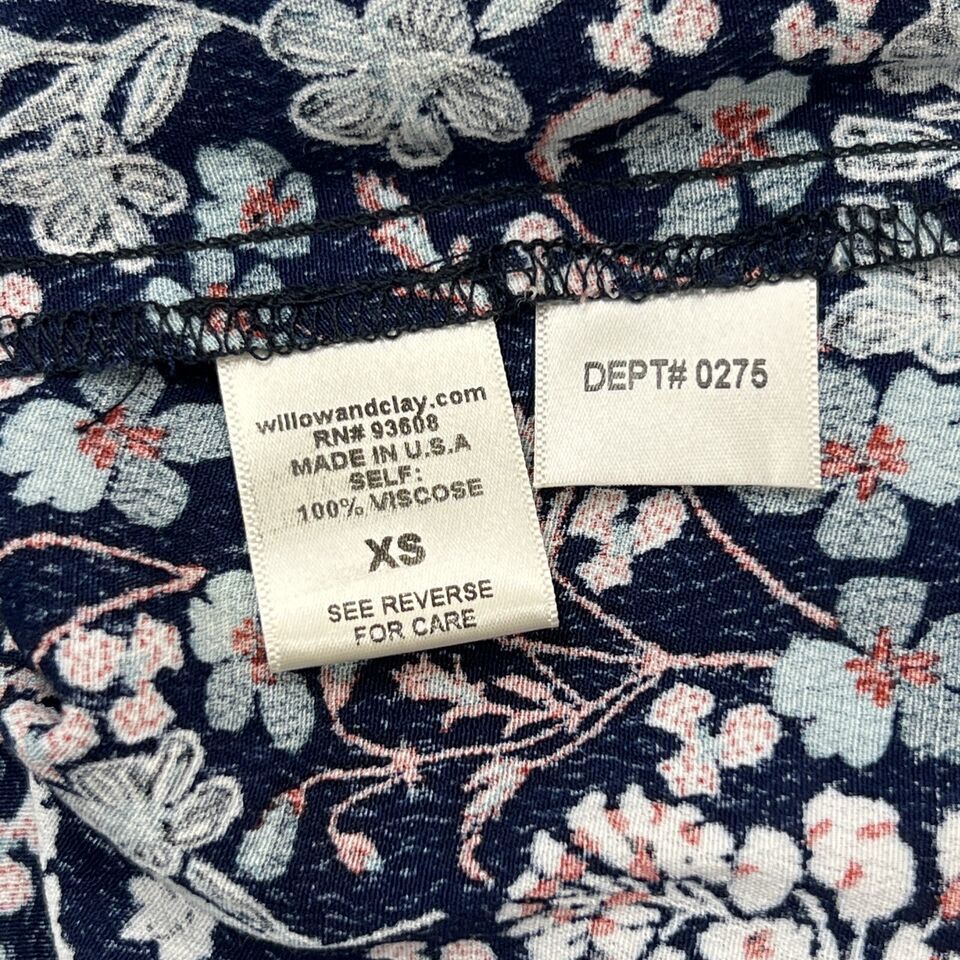 willowandclay.com
RN# 93608
MADE IN U.S.A
SELF:
100% VISCOSE
XS
SEE REVERSE
FOR CARE
DEPT# 0275